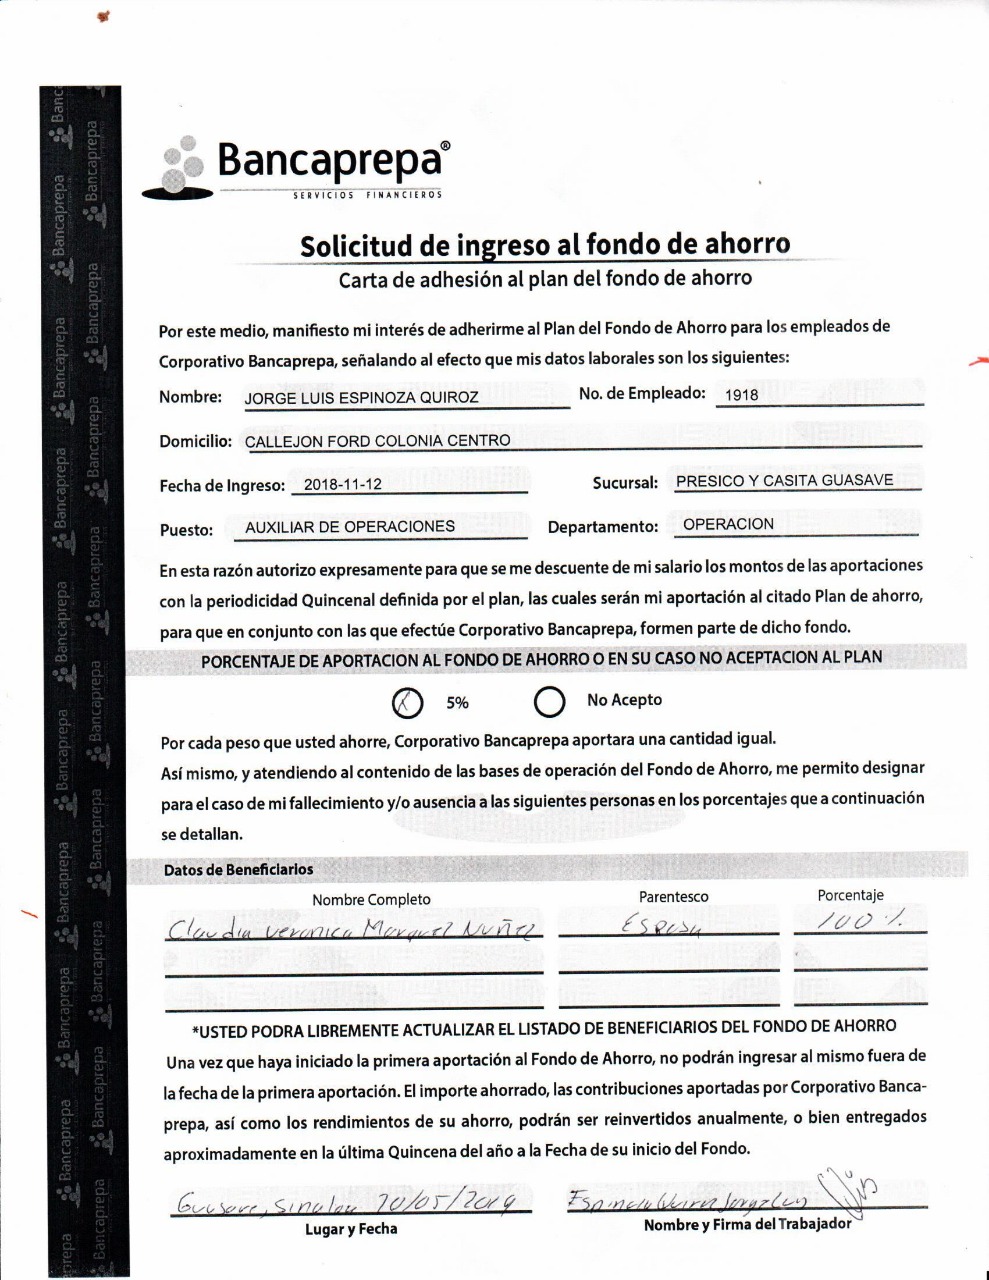 Bancaprepa®
SERVICIOS FINANCIEROS
Solicitud de ingreso al fondo de ahorro
Carta de adhesión al plan del fondo de ahorro
Por este medio, manifiesto mi interés de adherirme al Plan del Fondo de Ahorro para los empleados de
Corporativo Bancaprepa, señalando al efecto que mis datos laborales son los siguientes:
Nombre: JORGE LUIS ESPINOZA QUIROZ No. de Empleado: 1918
Domicilio: CALLEJON FORD COLONIA CENTRO
Fecha de Ingreso: 2018-11-12 Sucursal: PRESICO Y CASITA GUASAVE
Puesto: AUXILIAR DE OPERACIONES Departamento: OPERACION
En esta razón autorizo expresamente para que se me descuente de mi salario los montos de las aportaciones
con la periodicidad Quincenal definida por el plan, las cuales serán mi aportación al citado Plan de ahorro,
para que en conjunto con las que efectúe Corporativo Bancaprepa, formen parte de dicho fondo.
PORCENTAJE DE APORTACION AL FONDO DE AHORRO O EN SU CASO NO ACEPTACION AL PLAN
X 5% No Acepto
Por cada peso que usted ahorre, Corporativo Bancaprepa aportara una cantidad igual.
Así mismo, y atendiendo al contenido de las bases de operación del Fondo de Ahorro, me permito designar
para el caso de mi fallecimiento y/o ausencia a las siguientes personas en los porcentajes que a continuación
se detallan.
Datos de Beneficiarios
Nombre Completo Parentesco Porcentaje
Claudia Veronica Marquez Nuñez Esposa 100%
*USTED PODRA LIBREMENTE ACTUALIZAR EL LISTADO DE BENEFICIARIOS DEL FONDO DE AHORRO
Una vez que haya iniciado la primera aportación al Fondo de Ahorro, no podrán ingresar al mismo fuera de
la fecha de la primera aportación. El importe ahorrado, las contribuciones aportadas por Corporativo Banca-
prepa, así como los rendimientos de su ahorro, podrán ser reinvertidos anualmente, o bien entregados
aproximadamente en la última Quincena del año a la Fecha de su inicio del Fondo.
Guasave, Sinaloa 20/05/2019 Espinoza Quiroz Jorge Luis
Lugar y Fecha Nombre y Firma del Trabajador